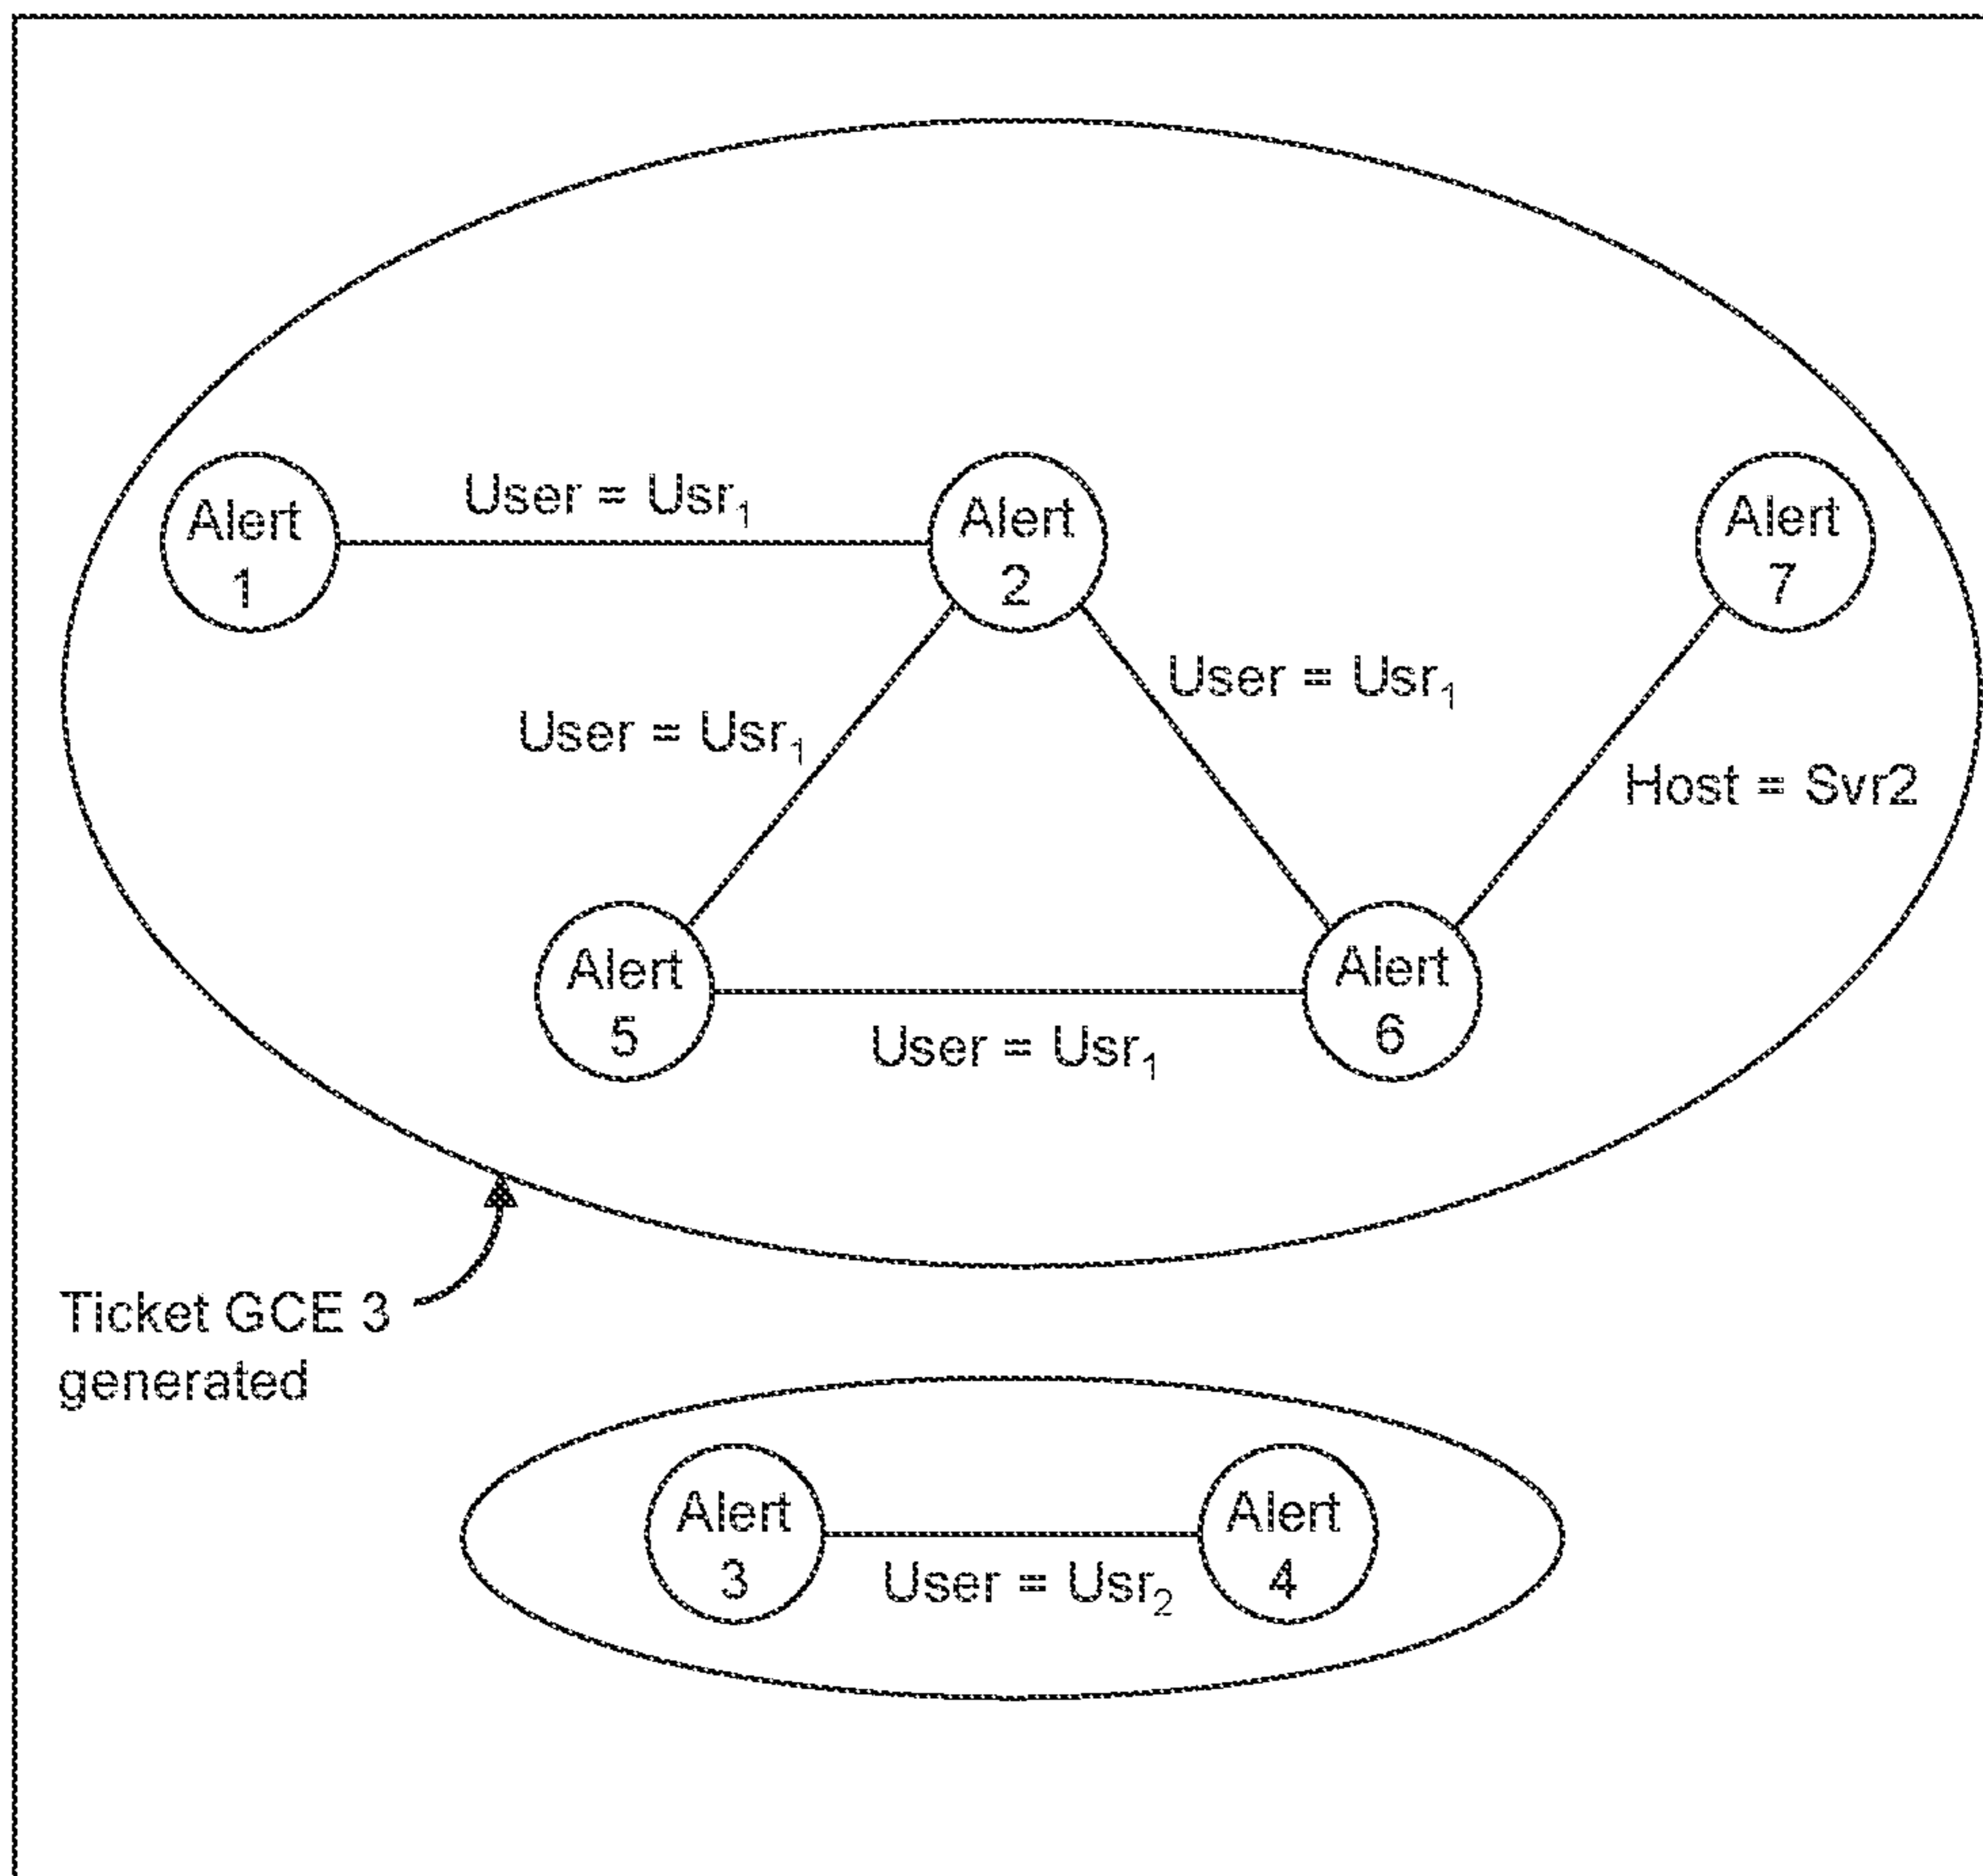 Alert
1
User = Usr₁
Alert
2
Alert
7
User = Usr₁
User = Usr₁
Host = Svr2
Alert
5
User = Usr₁
Alert
6
Ticket GCE 3
generated
Alert
3
User = Usr₂
Alert
4